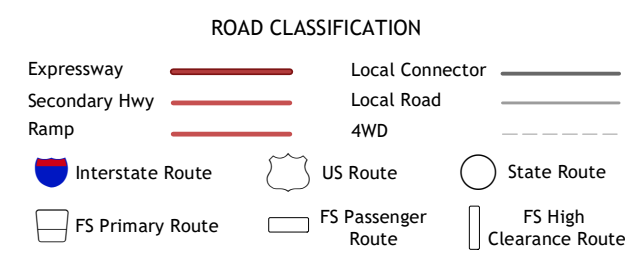 ROAD CLASSIFICATION
Expressway
Local Connector
Secondary Hwy
Local Road
Ramp
4WD
Interstate Route
US Route
State Route
FS Primary Route
FS Passenger
Route
FS High
Clearance Route